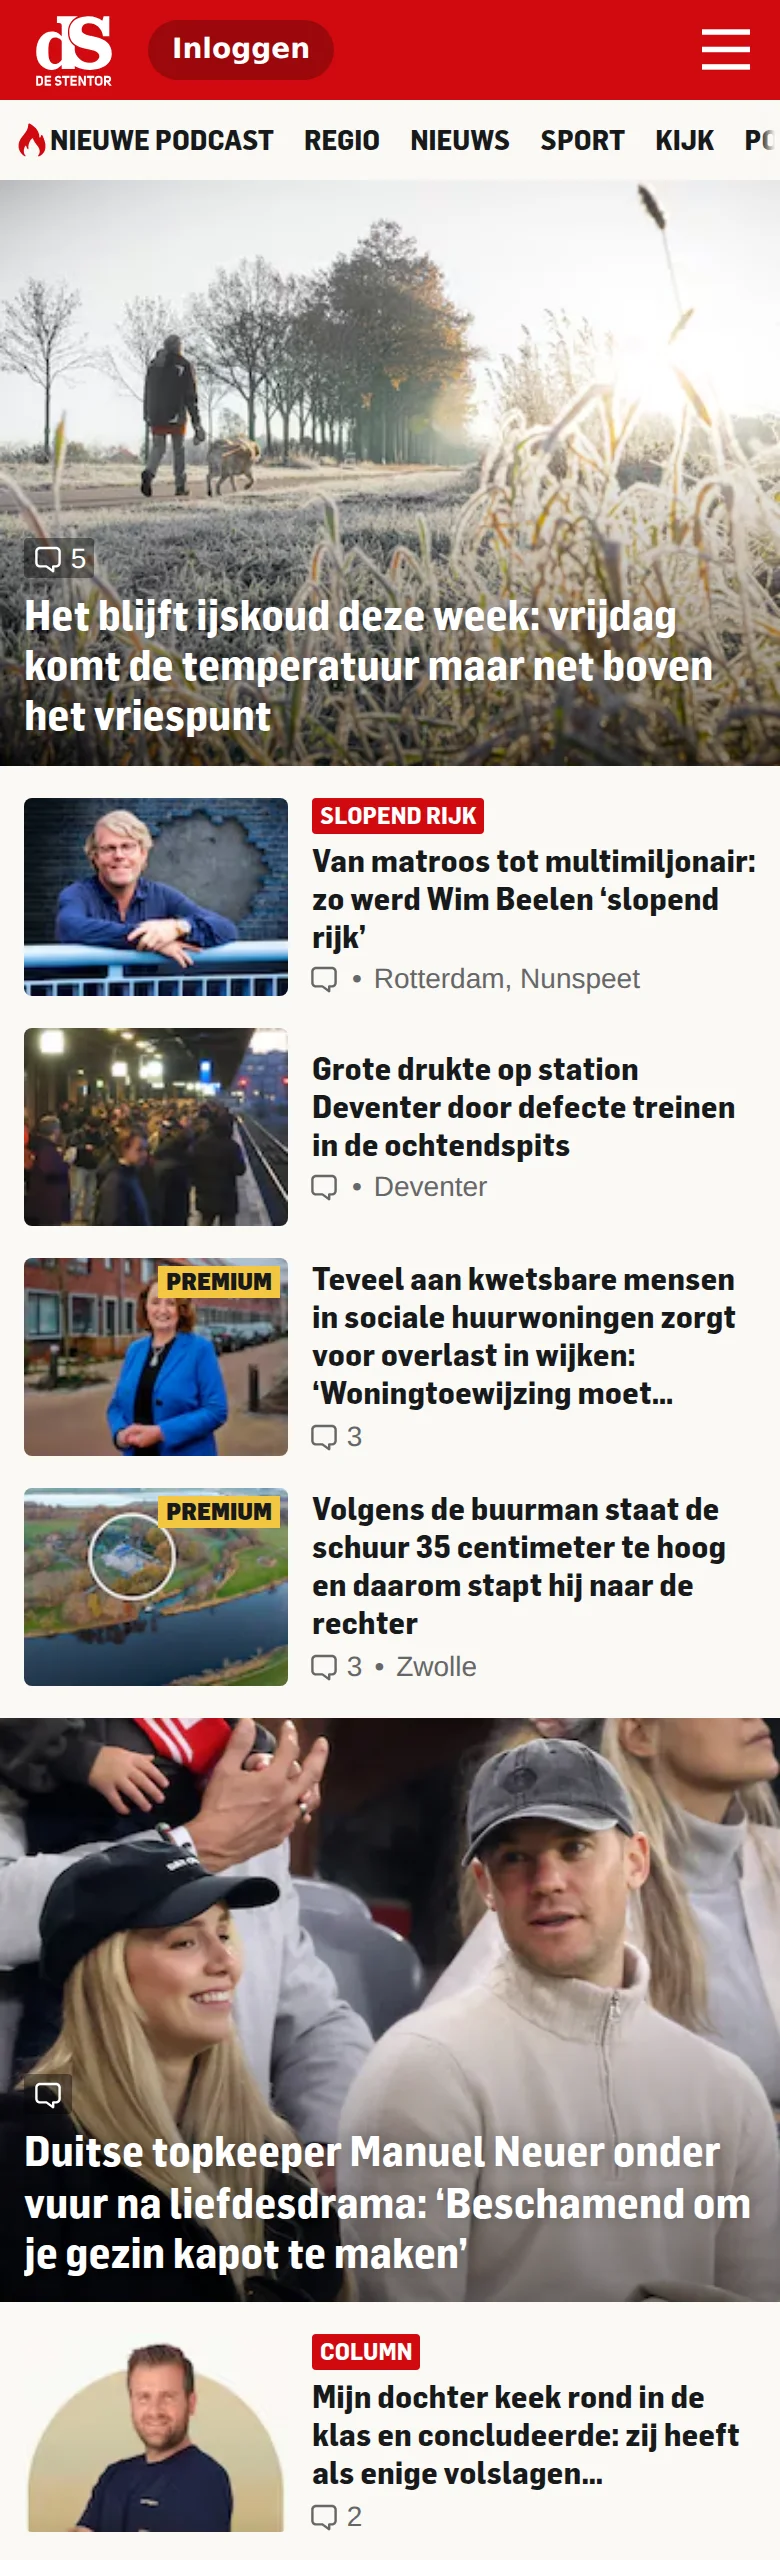 dS
DE STENTOR
Inloggen
NIEUWE PODCAST REGIO NIEUWS SPORT KIJK
5
Het blijft ijskoud deze week: vrijdag
komt de temperatuur maar net boven
het vriespunt
SLOPEND RIJK
Van matroos tot multimiljonair:
zo werd Wim Beelen ‘slopend
rijk’
• Rotterdam, Nunspeet
Grote drukte op station
Deventer door defecte treinen
in de ochtendspits
• Deventer
PREMIUM
Teveel aan kwetsbare mensen
in sociale huurwoningen zorgt
voor overlast in wijken:
‘Woningtoewijzing moet...
3
PREMIUM
Volgens de buurman staat de
schuur 35 centimeter te hoog
en daarom stapt hij naar de
rechter
3 • Zwolle
Duitse topkeeper Manuel Neuer onder
vuur na liefdesdrama: ‘Beschamend om
je gezin kapot te maken’
COLUMN
Mijn dochter keek rond in de
klas en concludeerde: zij heeft
als enige volslagen...
2